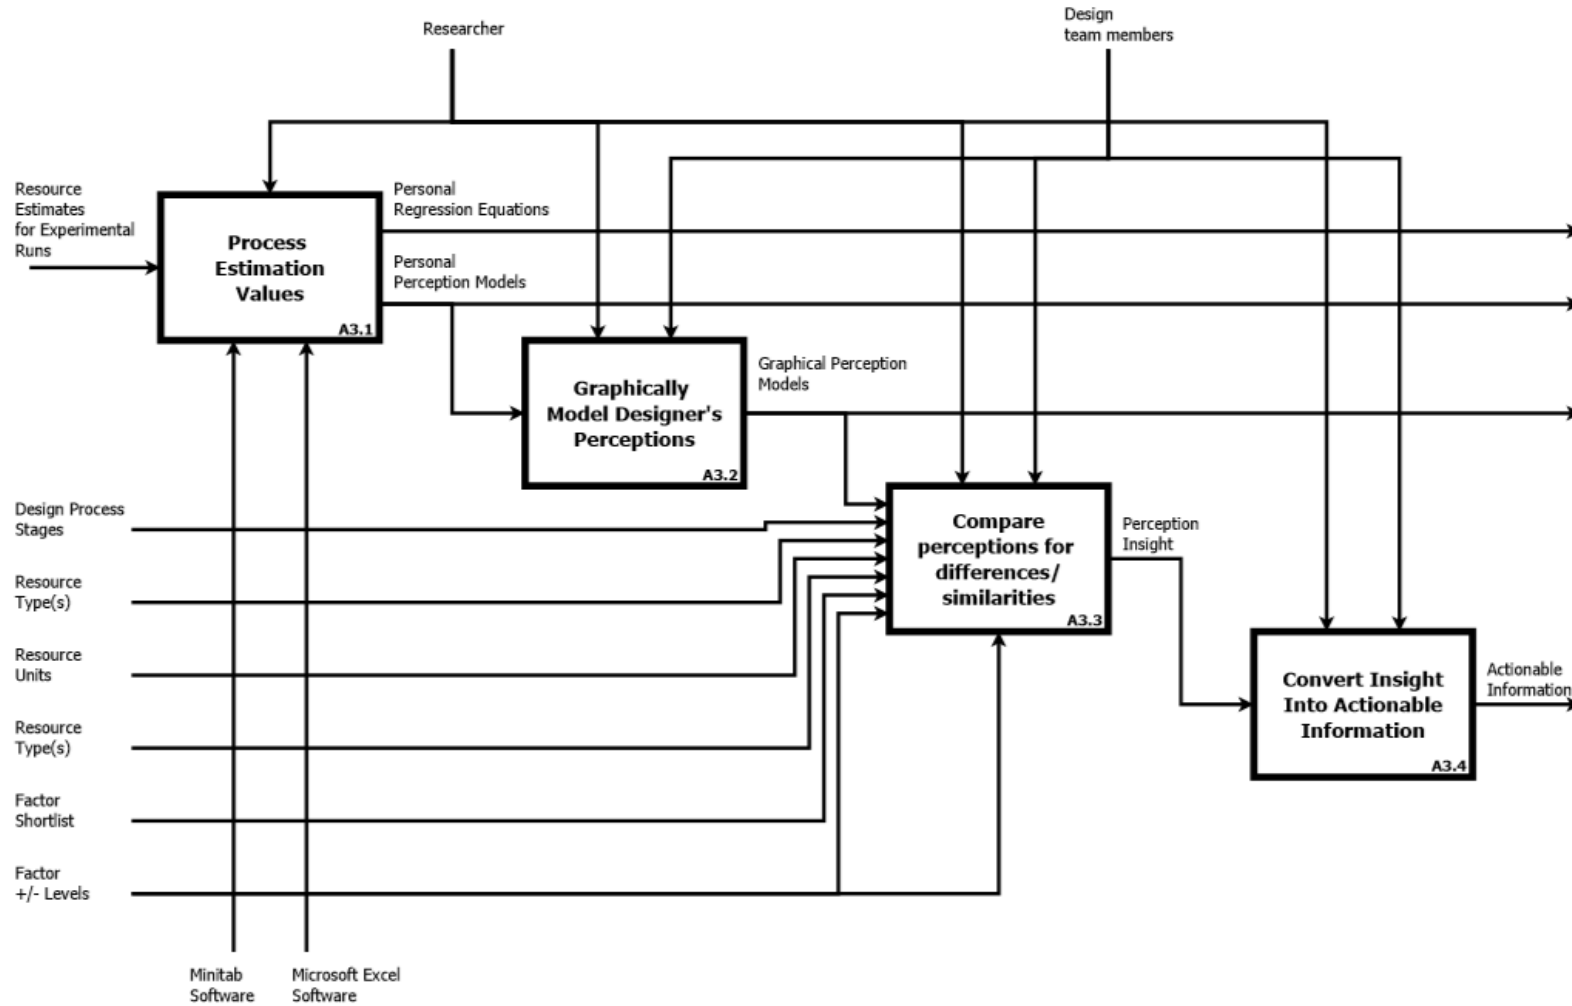 Researcher
Design
team members
Resource
Estimates
for Experimental
Runs
Process
Estimation
Values
A3.1
Personal
Regression Equations
Personal
Perception Models
Graphically
Model Designer's
Perceptions
A3.2
Graphical Perception
Models
Design Process
Stages
Resource
Type(s)
Resource
Units
Resource
Type(s)
Factor
Shortlist
Factor
+/- Levels
Compare
perceptions for
differences/
similarities
A3.3
Perception
Insight
Convert Insight
Into Actionable
Information
A3.4
Actionable
Information
Minitab
Software
Microsoft Excel
Software